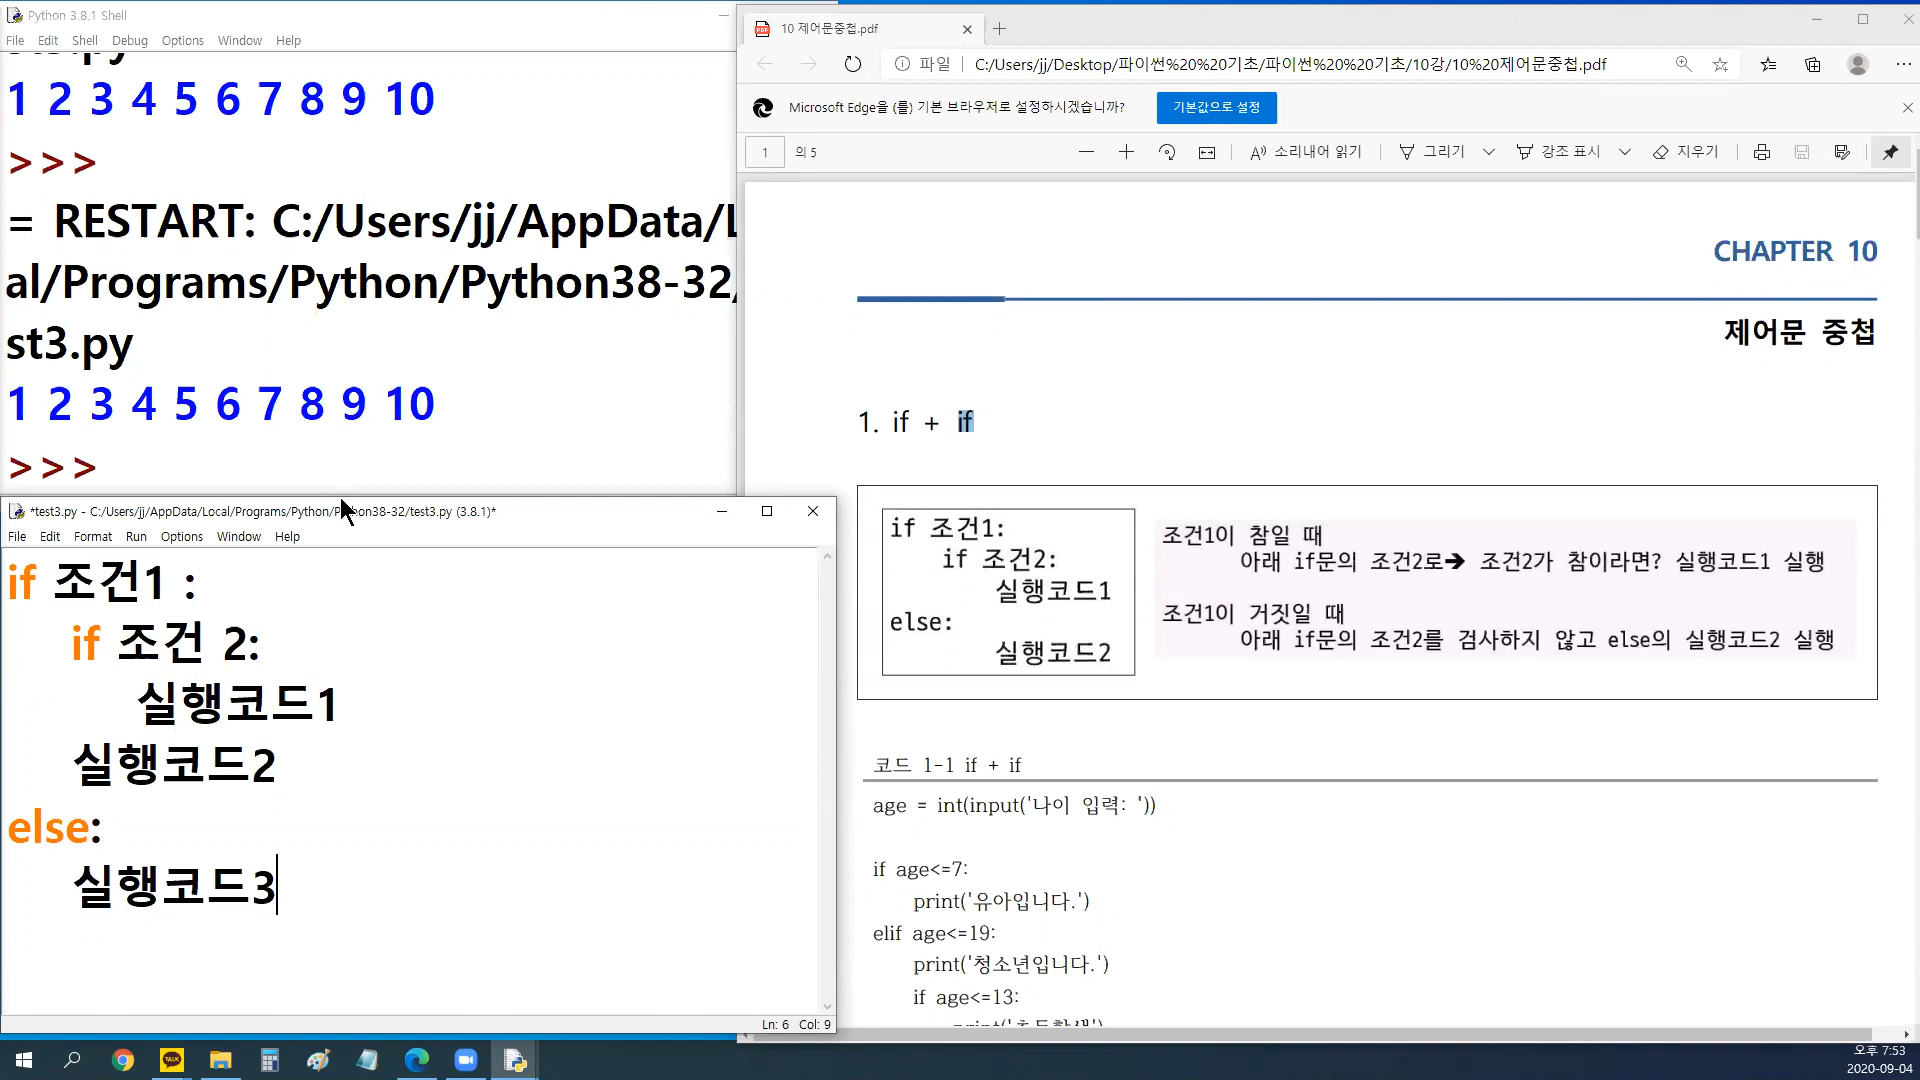 Python 3.8.1 Shell
File Edit Shell Debug Options Window Help
1 2 3 4 5 6 7 8 9 10
>>>
= RESTART: C:/Users/jj/AppData/L
al/Programs/Python/Python38-32/
st3.py
1 2 3 4 5 6 7 8 9 10
>>>
*test3.py - C:/Users/jj/AppData/Local/Programs/Python/Python38-32/test3.py (3.8.1)*
File Edit Format Run Options Window Help
if 조건1 :
if 조건 2:
실행코드1
실행코드2
else:
실행코드3
Ln: 6 Col: 9
10 제어문중첩.pdf
파일 C:/Users/jj/Desktop/파이썬%20%20기초/파이썬%20%20기초/10강/10%20제어문중첩.pdf
Microsoft Edge을 (를) 기본 브라우저로 설정하시겠습니까? 기본값으로 설정
1 의 5 소리내어 읽기 그리기 강조 표시 지우기
CHAPTER 10
제어문 중첩
1. if + if
if 조건1:
if 조건2:
실행코드1
else:
실행코드2
조건1이 참일 때
아래 if문의 조건2로➔ 조건2가 참이라면? 실행코드1 실행
조건1이 거짓일 때
아래 if문의 조건2를 검사하지 않고 else의 실행코드2 실행
코드 1-1 if + if
age = int(input('나이 입력: '))
if age<=7:
print('유아입니다.')
elif age<=19:
print('청소년입니다.')
if age<=13:
TALK
오후 7:53
2020-09-04